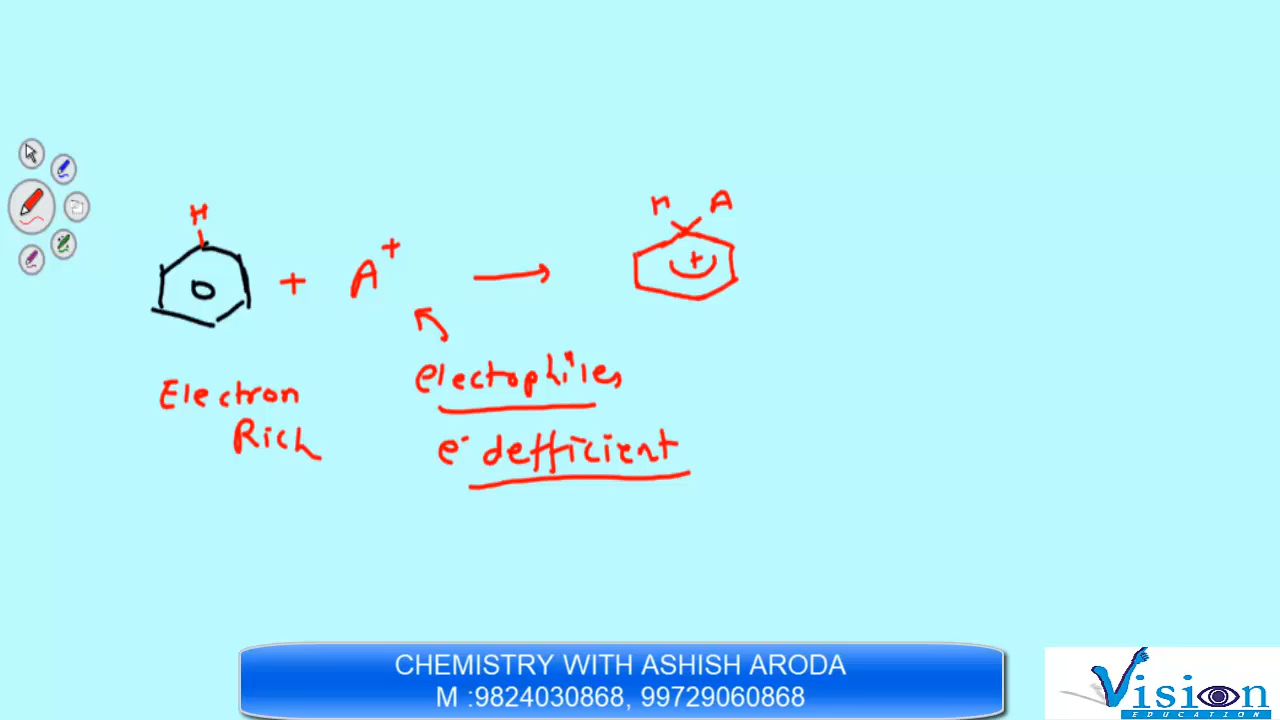 H
H A
+ A+ +
electophiles
Electron
Rich
e- defficient
CHEMISTRY WITH ASHISH ARODA
M :9824030868, 99729060868
Vision
EDUCATION